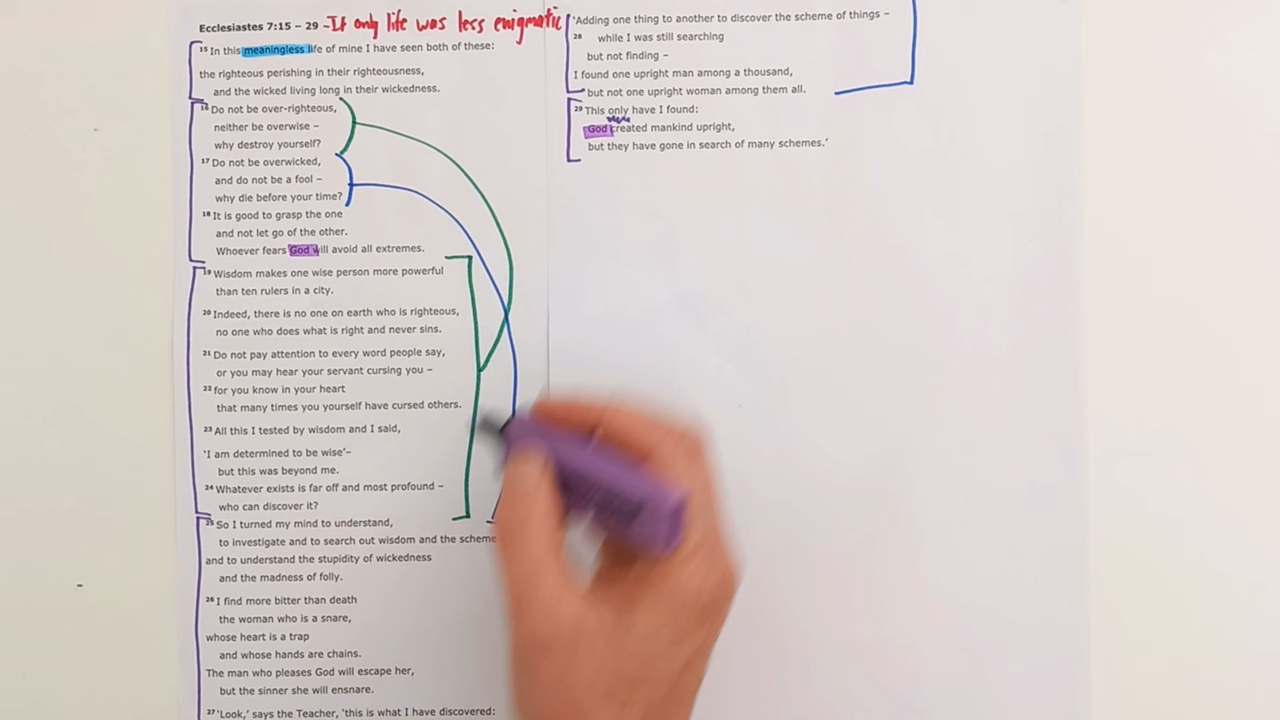 Ecclesiastes 7:15 – 29 -If only life was less enigmatic
15 In this meaningless life of mine I have seen both of these:
the righteous perishing in their righteousness,
and the wicked living long in their wickedness.
16 Do not be over-righteous,
neither be overwise –
why destroy yourself?
17 Do not be overwicked,
and do not be a fool –
why die before your time?
18 It is good to grasp the one
and not let go of the other.
Whoever fears God will avoid all extremes.
19 Wisdom makes one wise person more powerful
than ten rulers in a city.
20 Indeed, there is no one on earth who is righteous,
no one who does what is right and never sins.
21 Do not pay attention to every word people say,
or you may hear your servant cursing you –
22 for you know in your heart
that many times you yourself have cursed others.
23 All this I tested by wisdom and I said,
'I am determined to be wise'–
but this was beyond me.
24 Whatever exists is far off and most profound –
who can discover it?
25 So I turned my mind to understand,
to investigate and to search out wisdom and the scheme
and to understand the stupidity of wickedness
and the madness of folly.
26 I find more bitter than death
the woman who is a snare,
whose heart is a trap
and whose hands are chains.
The man who pleases God will escape her,
but the sinner she will ensnare.
27 'Look,' says the Teacher, 'this is what I have discovered:
'Adding one thing to another to discover the scheme of things –
28 while I was still searching
but not finding –
I found one upright man among a thousand,
but not one upright woman among them all.
29 This only have I found:
God created mankind upright,
but they have gone in search of many schemes.'